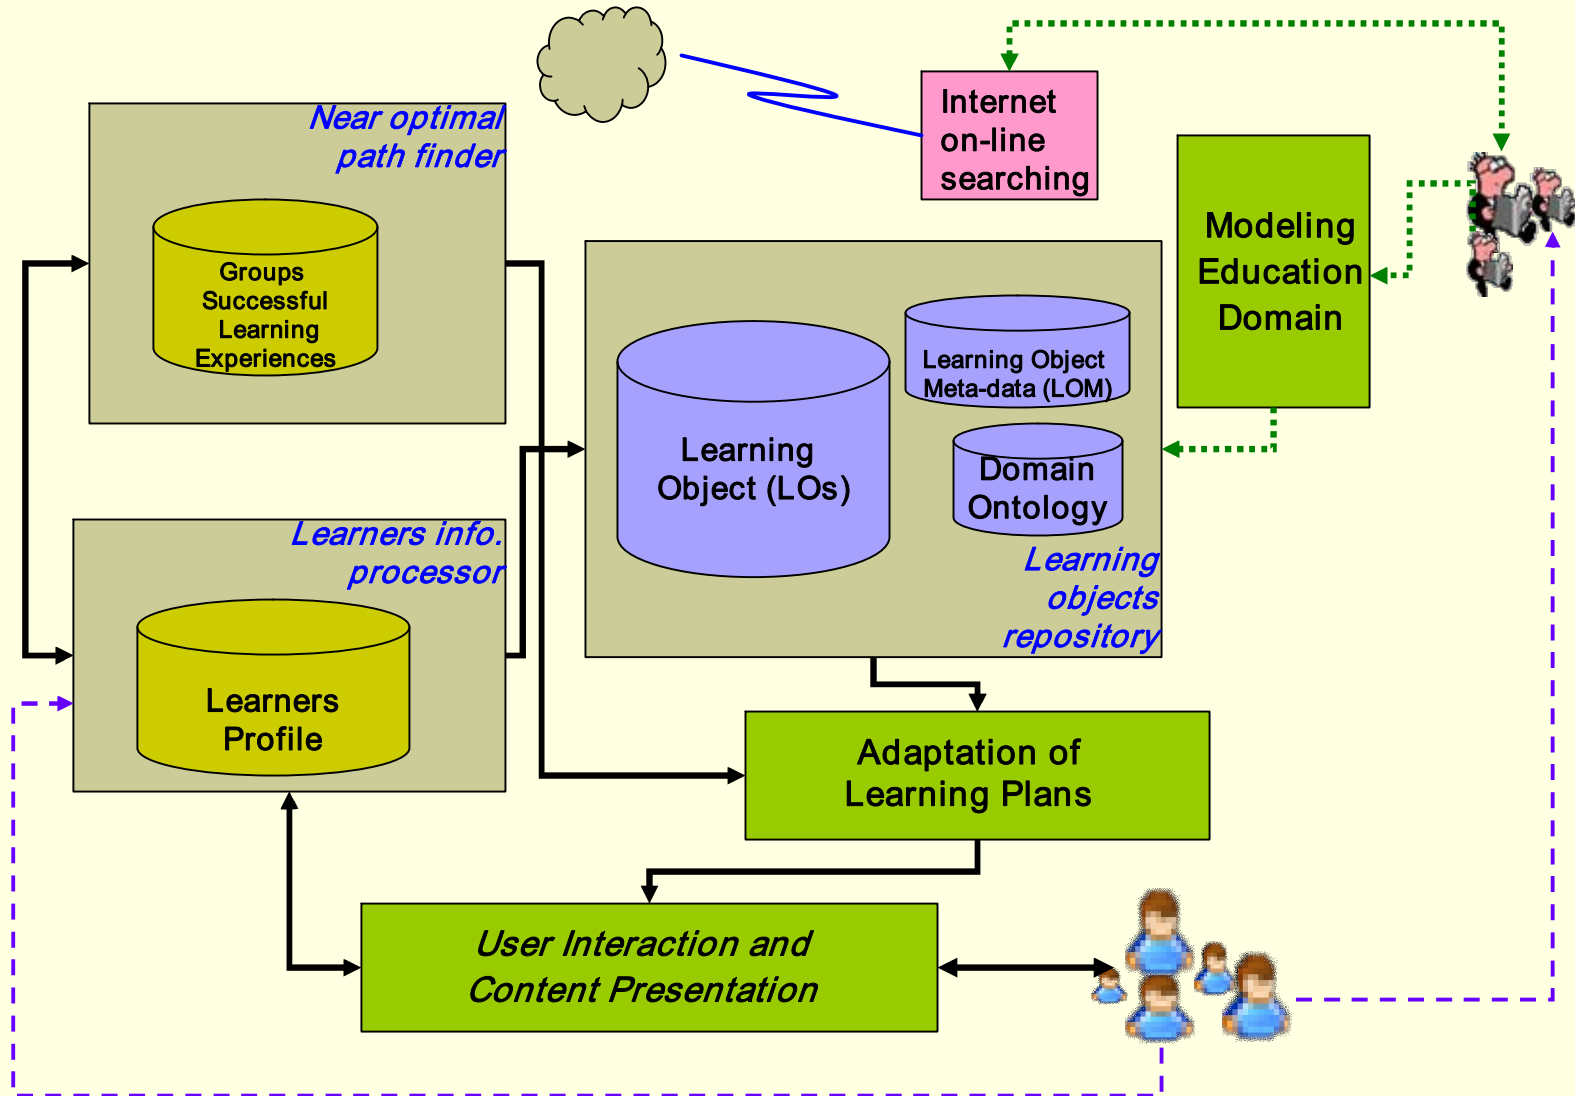 Internet
on-line
searching
Near optimal
path finder
Groups
Successful
Learning
Experiences
Modeling
Education
Domain
Learning Object
Meta-data (LOM)
Learning
Object (LOs)
Domain
Ontology
Learning
objects
repository
Learners info.
processor
Learners
Profile
Adaptation of
Learning Plans
User Interaction and
Content Presentation